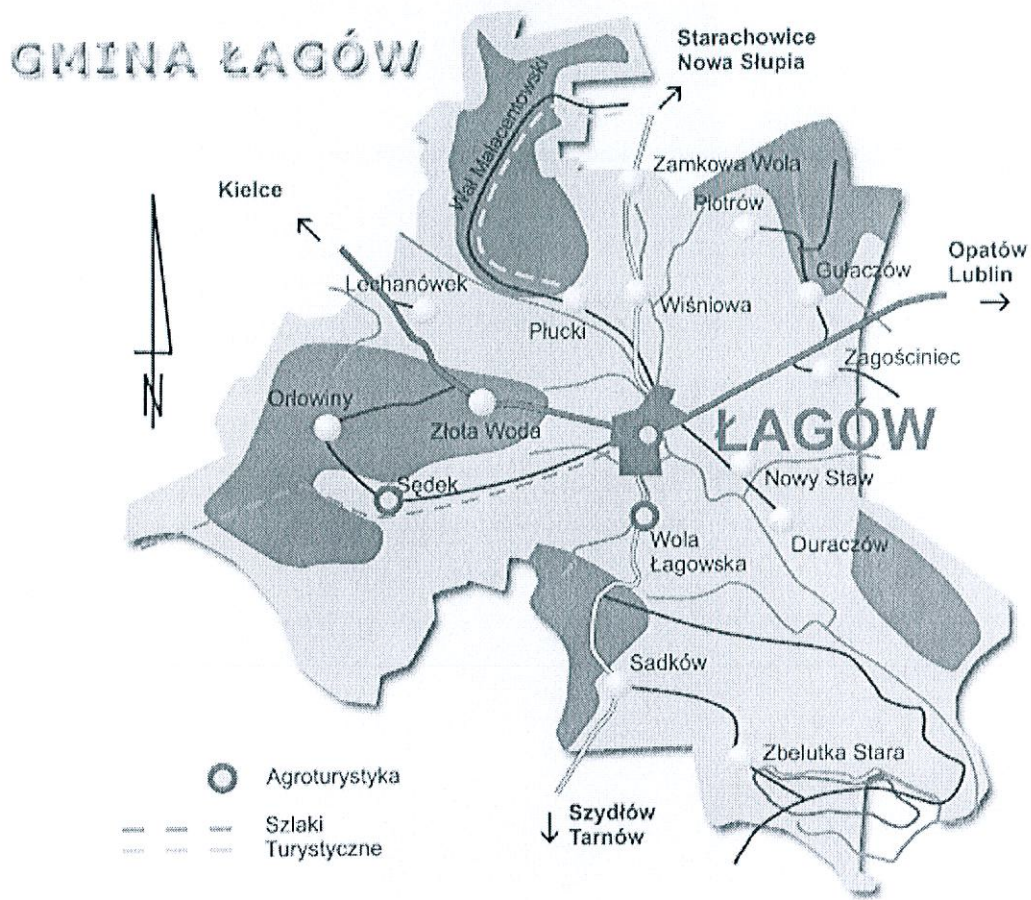 GMINA ŁAGÓW
Starachowice
Nowa Słupia
Wał Małacentowski
Zamkowa Wola
Kielce
Piotrów
Opatów
Lublin
Lechanówek
Gułaczów
Wiśniowa
Płucki
Zagościniec
Orłowiny
Złota Woda
ŁAGÓW
Sędek
Nowy Staw
Wola
Łagowska
Duraczów
Sadków
Zbelutka Stara
Agroturystyka
Szydłów
Tarnów
Szlaki
Turystyczne
N